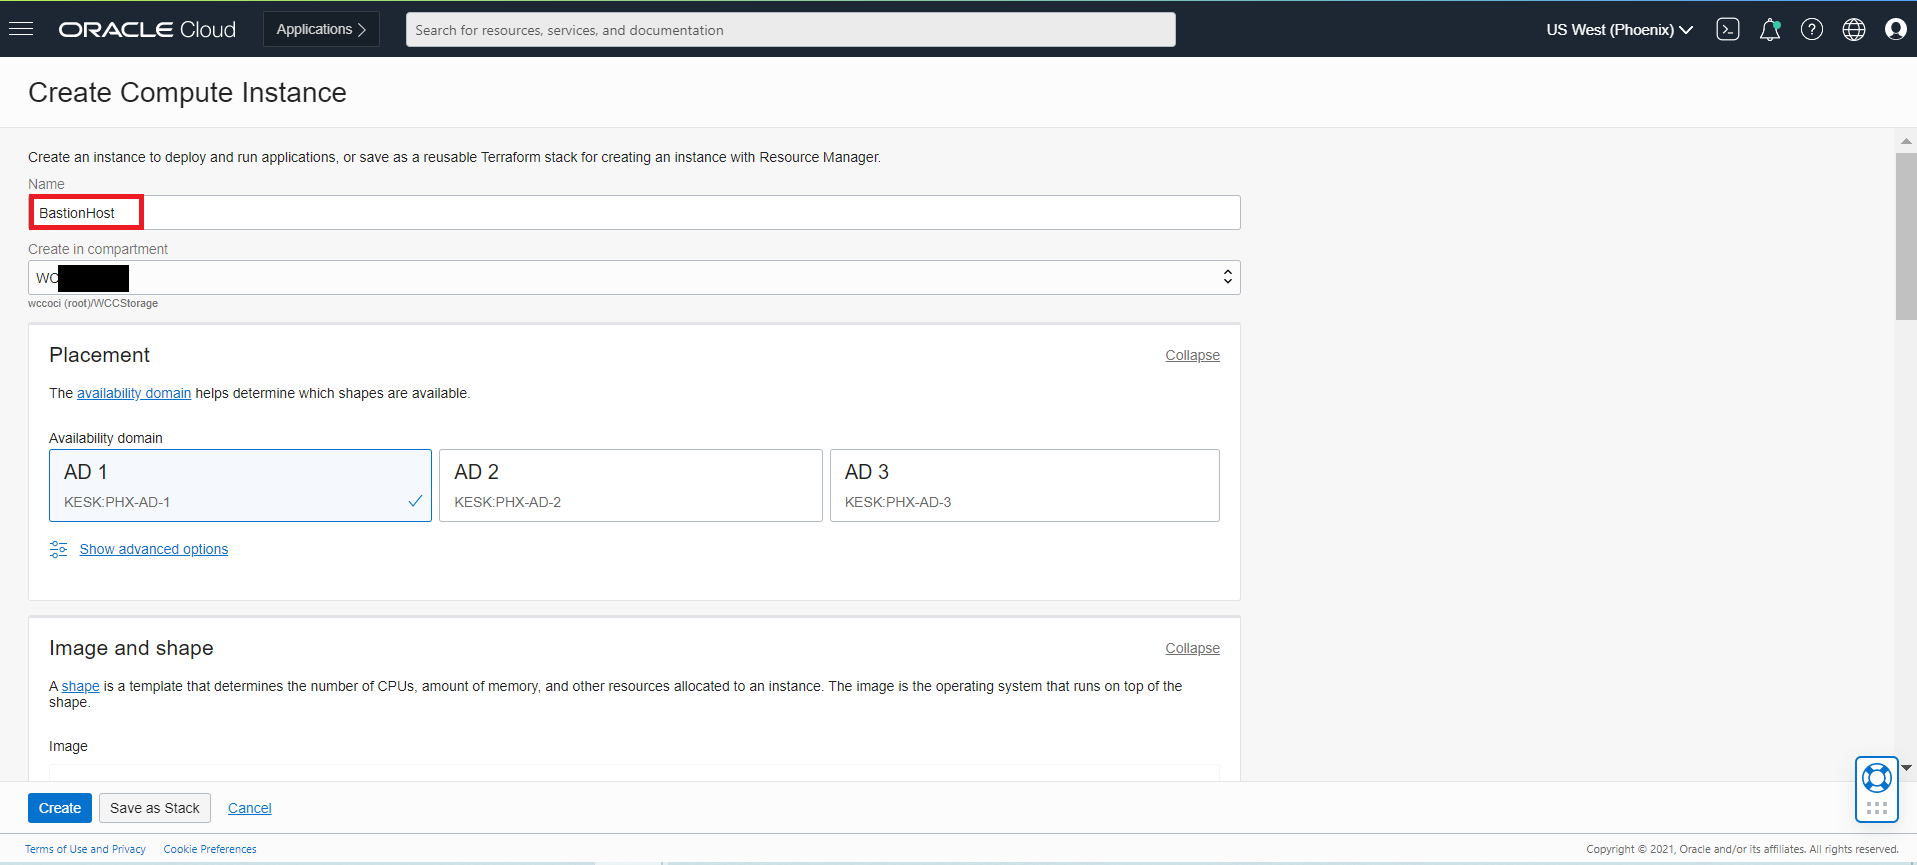 ORACLE Cloud
Applications
Search for resources, services, and documentation
US West (Phoenix)
Create Compute Instance
Create an instance to deploy and run applications, or save as a reusable Terraform stack for creating an instance with Resource Manager.
Name
BastionHost
Create in compartment
WC
wccoci (root)/WCCStorage
Placement
Collapse
The availability domain helps determine which shapes are available.
Availability domain
AD 1
AD 2
AD 3
KESK:PHX-AD-1
KESK:PHX-AD-2
KESK:PHX-AD-3
Show advanced options
Image and shape
Collapse
A shape is a template that determines the number of CPUs, amount of memory, and other resources allocated to an instance. The image is the operating system that runs on top of the
shape.
Image
Create
Save as Stack
Cancel
Terms of Use and Privacy
Cookie Preferences
Copyright © 2021, Oracle and/or its affiliates. All rights reserved.